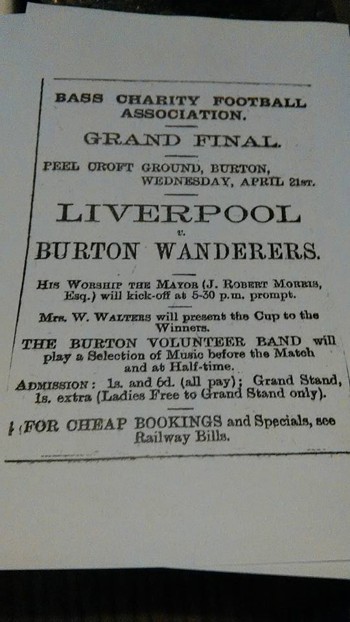 BASS CHARITY FOOTBALL
ASSOCIATION.
GRAND FINAL.
PEEL CROFT GROUND, BURTON,
WEDNESDAY, APRIL 21ST.
LIVERPOOL
v.
BURTON WANDERERS.
HIS WORSHIP THE MAYOR (J. ROBERT MORRIS,
Esq.) will kick-off at 5-30 p.m. prompt.
MRS. W. WALTERS will present the Cup to the
Winners.
THE BURTON VOLUNTEER BAND will
play a Selection of Music before the Match
and at Half-time.
ADMISSION: 1s. and 6d. (all pay); Grand Stand,
1s. extra (Ladies Free to Grand Stand only).
FOR CHEAP BOOKINGS and Specials, see
Railway Bills.